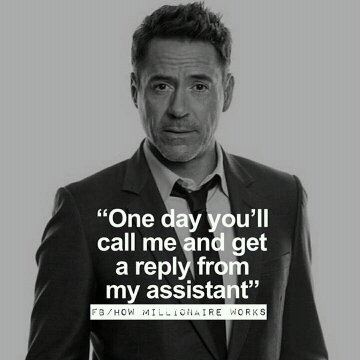 “One day you’ll
call me and get
a reply from
my assistant”
FB/HOW MILLIONAIRE WORKS